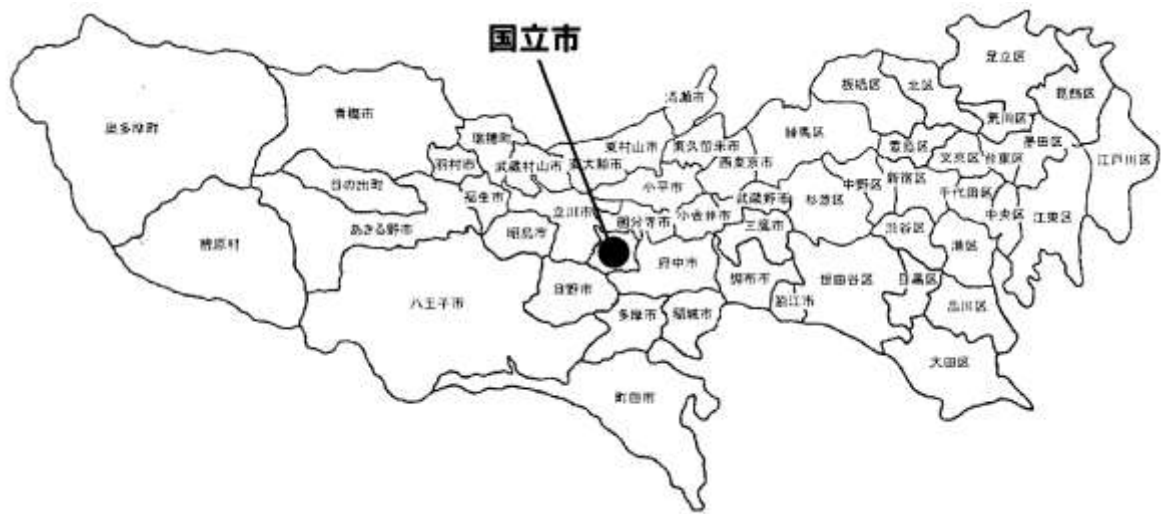 国立市
足立区
板橋区
北区
葛飾区
清瀬市
青梅市
荒川区
奥多摩町
瑞穂町
練馬区
墨田区
東村山市
東久留米市
豊島区
文京区
台東区
江戸川区
羽村市
武蔵村山市
東大和市
西東京市
日の出町
小平市
中野区
新宿区
福生市
武蔵野市
杉並区
千代田区
立川市
国分寺市
小金井市
中央区
江東区
あきる野市
昭島市
三鷹市
渋谷区
檜原村
港区
府中市
調布市
世田谷区
目黒区
日野市
狛江市
八王子市
多摩市
稲城市
品川区
大田区
町田市